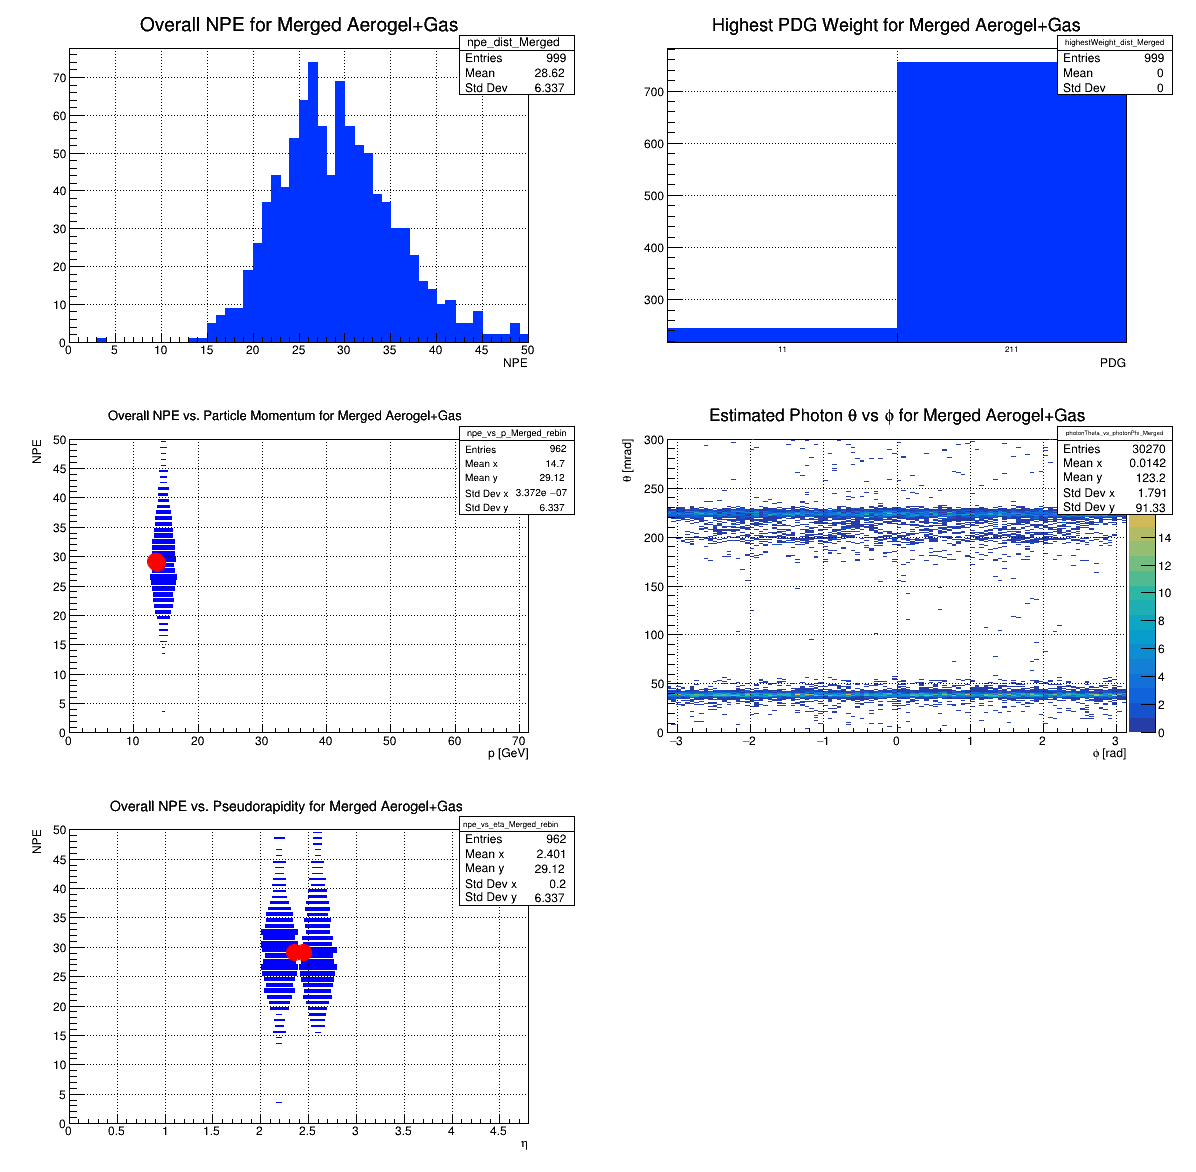 Overall NPE for Merged Aerogel+Gas
npe_dist_Merged
Entries 999
Mean 28.62
Std Dev 6.337
70
60
50
40
30
20
10
0
0 5 10 15 20 25 30 35 40 45 50
NPE
Highest PDG Weight for Merged Aerogel+Gas
highestWeight_dist_Merged
Entries 999
Mean 0
Std Dev 0
700
600
500
400
300
11 211
PDG
Overall NPE vs. Particle Momentum for Merged Aerogel+Gas
npe_vs_p_Merged_rebin
Entries 962
Mean x 14.7
Mean y 29.12
Std Dev x 3.372e −07
Std Dev y 6.337
NPE
50
45
40
35
30
25
20
15
10
5
0
0 10 20 30 40 50 60 70
p [GeV]
Estimated Photon θ vs ϕ for Merged Aerogel+Gas
photonTheta_vs_photonPhi_Merged
Entries 30270
Mean x 0.0142
Mean y 123.2
Std Dev x 1.791
Std Dev y 91.33
θ [mrad]
300
250
200
150
100
50
0
−3 −2 −1 0 1 2 3
ϕ [rad]
14
12
10
8
6
4
2
0
Overall NPE vs. Pseudorapidity for Merged Aerogel+Gas
npe_vs_eta_Merged_rebin
Entries 962
Mean x 2.401
Mean y 29.12
Std Dev x 0.2
Std Dev y 6.337
NPE
50
45
40
35
30
25
20
15
10
5
0
0 0.5 1 1.5 2 2.5 3 3.5 4 4.5
η